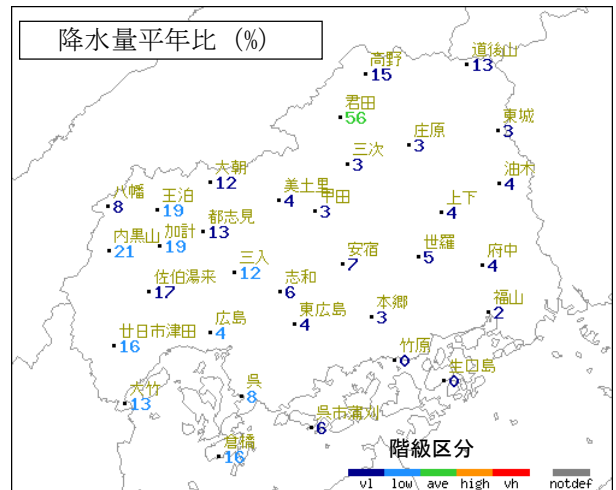 降水量平年比 (%)
道後山
13
高野
15
君田
56
東城
3
庄原
3
三次
3
油木
4
大朝
12
八幡
8
王泊
19
美土里
4
甲田
3
上下
4
都志見
13
内黒山
21
加計
19
三入
12
安宿
7
世羅
5
府中
4
佐伯湯来
17
志和
6
東広島
4
本郷
3
福山
2
廿日市津田
16
広島
4
竹原
0
生口島
0
大竹
13
呉
8
呉市蒲刈
6
倉橋
16
階級区分
vl low ave high vh notdef